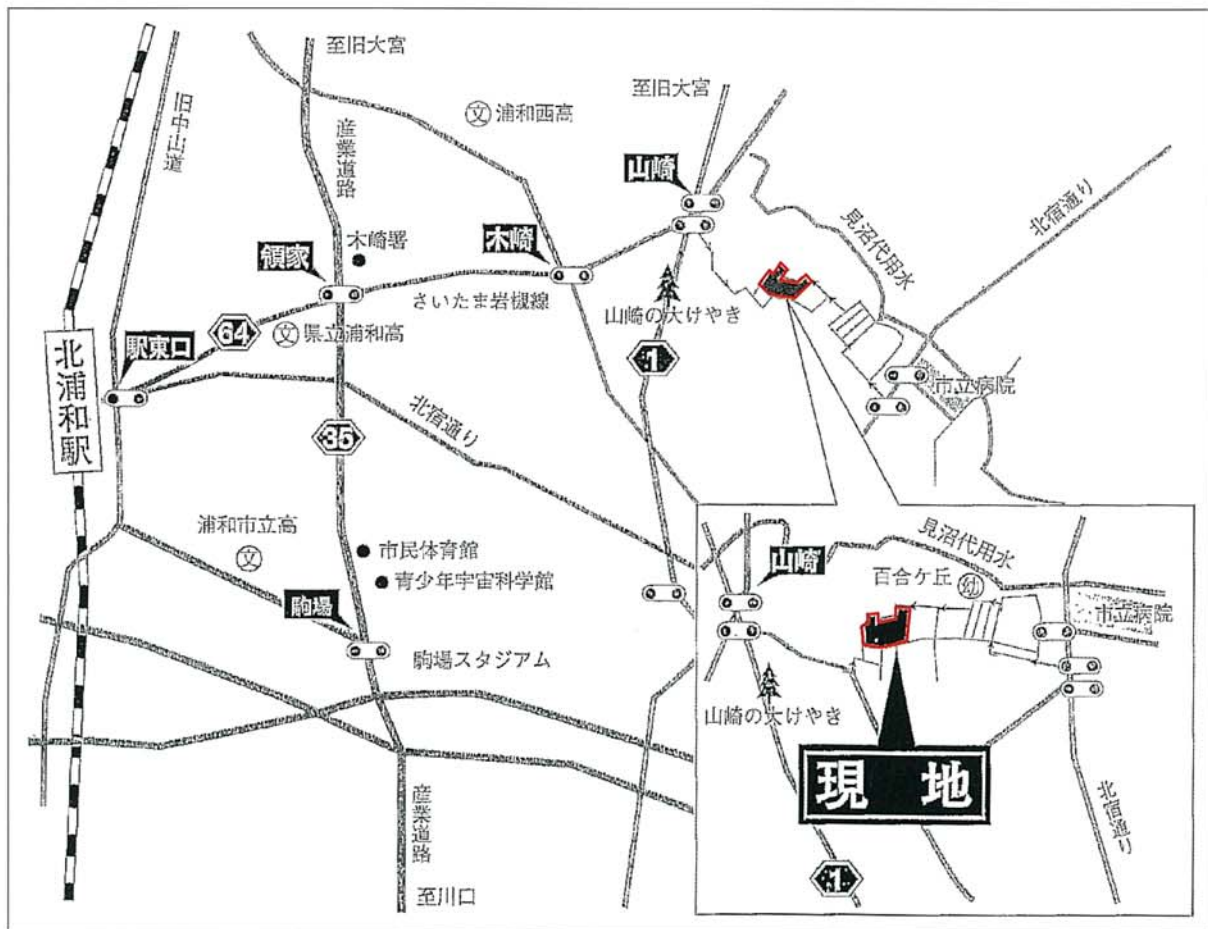 至旧大宮
旧中山道
産業道路
文 浦和西高
至旧大宮
山崎
木崎署
領家
木崎
さいたま岩槻線
見沼代用水
北宿通り
64
文 県立浦和高
駅東口
北浦和駅
山崎の大けやき
1
市立病院
35
北宿通り
浦和市立高
文
市民体育館
青少年宇宙科学館
駒場
駒場スタジアム
産業道路
至川口
山崎
見沼代用水
百合ケ丘 幼
市立病院
山崎の大けやき
現 地
北宿通り
1